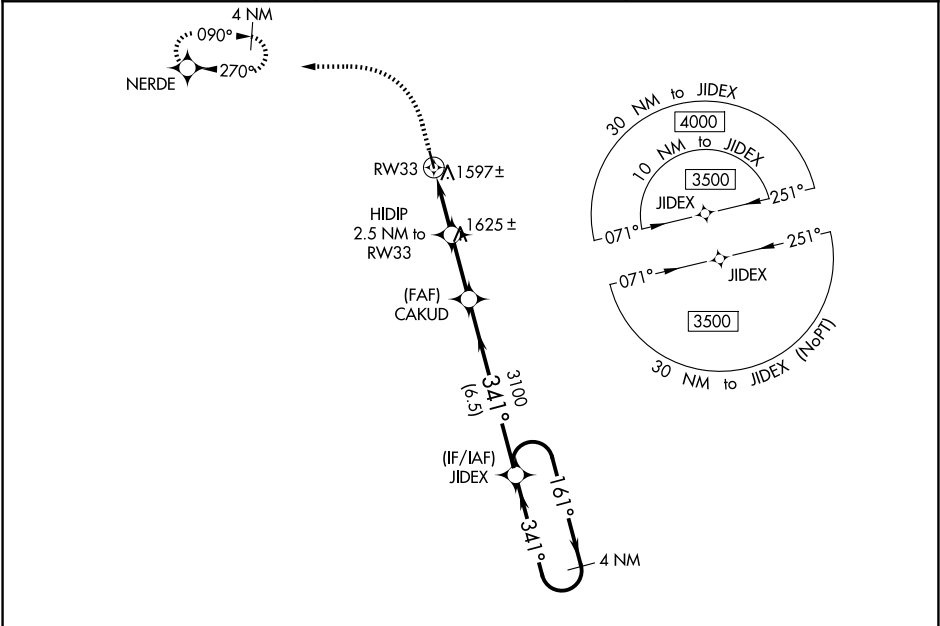 4 NM
090°
270°
NERDE
RW33
1597±
HIDIP
2.5 NM to
RW33
1625±
(FAF)
CAKUD
3100
341°
(6.5)
(IF/IAF)
JIDEX
161°
341°
4 NM
30 NM to JIDEX
4000
10 NM to JIDEX
3500
JIDEX
251°
071°
251°
071°
JIDEX
3500
30 NM to JIDEX (NoPT)